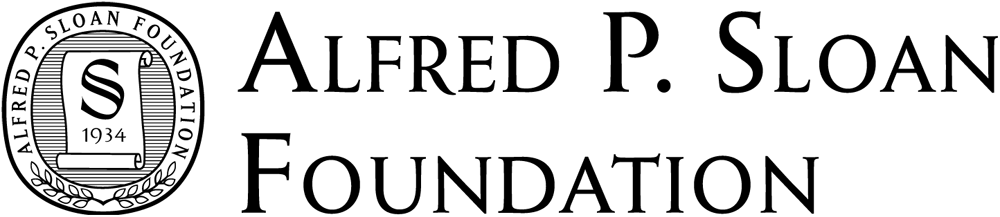 ALFRED P. SLOAN FOUNDATION
S
1934
ALFRED P. SLOAN
FOUNDATION